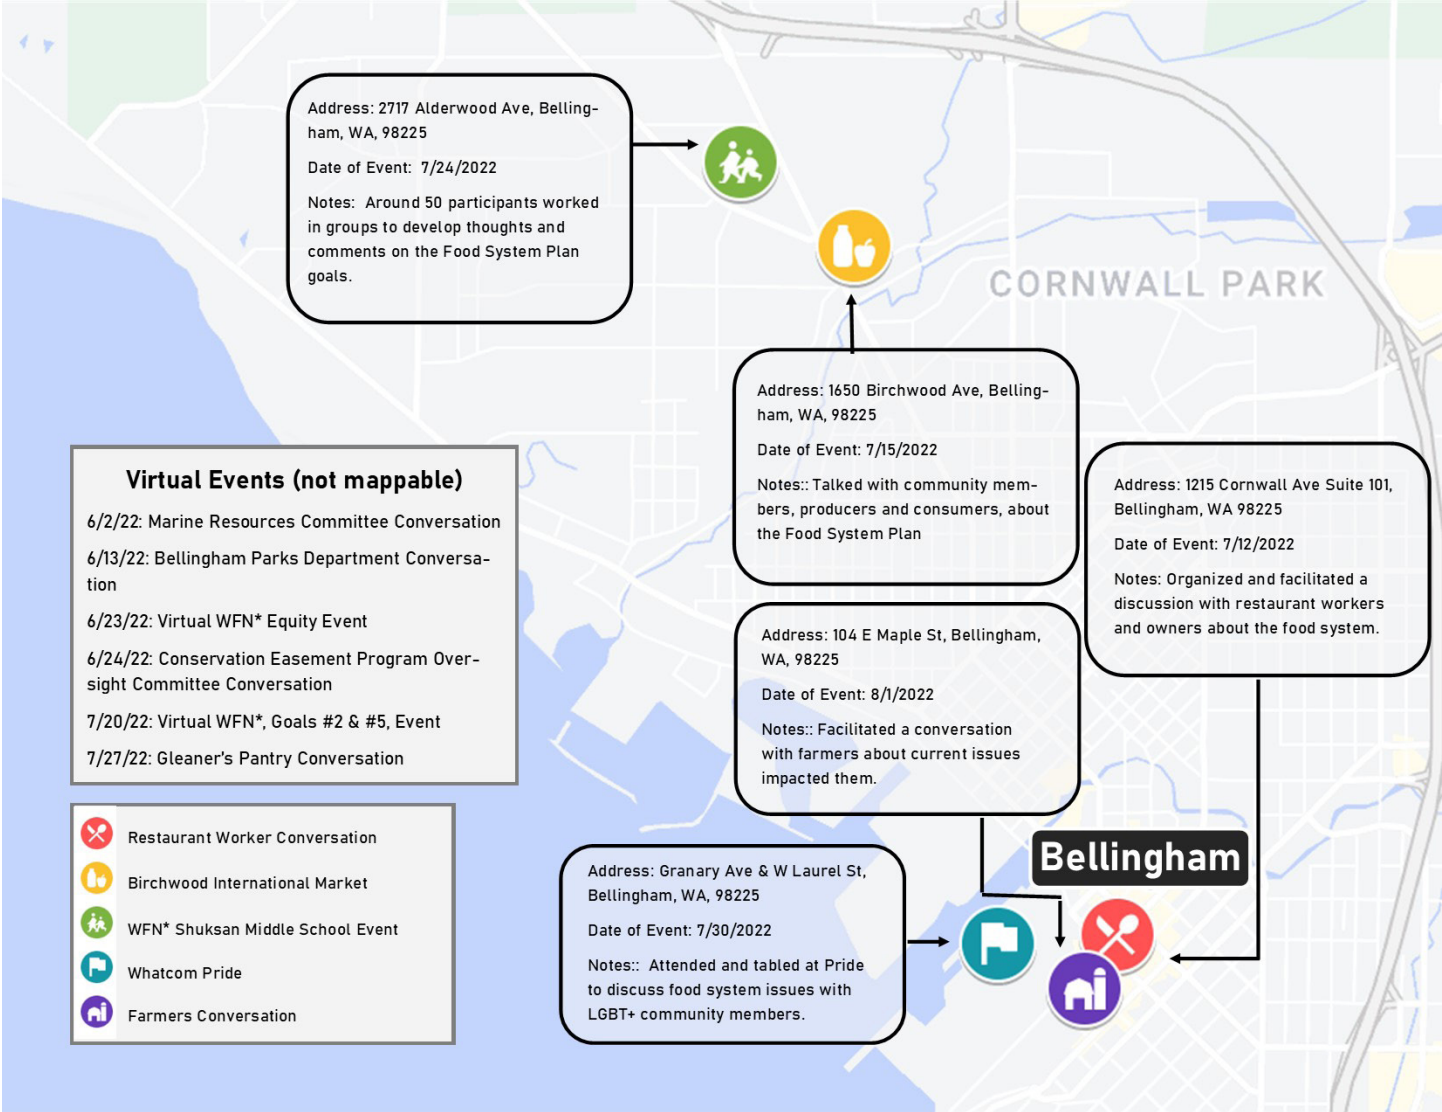 Address: 2717 Alderwood Ave, Belling-
ham, WA, 98225
Date of Event:  7/24/2022
Notes:  Around 50 participants worked
in groups to develop thoughts and
comments on the Food System Plan
goals.
CORNWALL PARK
Address: 1650 Birchwood Ave, Belling-
ham, WA, 98225
Date of Event: 7/15/2022
Notes:: Talked with community mem-
bers, producers and consumers, about
the Food System Plan
Address: 1215 Cornwall Ave Suite 101,
Bellingham, WA 98225
Date of Event: 7/12/2022
Notes: Organized and facilitated a
discussion with restaurant workers
and owners about the food system.
Virtual Events (not mappable)
6/2/22: Marine Resources Committee Conversation
6/13/22: Bellingham Parks Department Conversa-
tion
6/23/22: Virtual WFN* Equity Event
6/24/22: Conservation Easement Program Over-
sight Committee Conversation
7/20/22: Virtual WFN*, Goals #2 & #5, Event
7/27/22: Gleaner's Pantry Conversation
Address: 104 E Maple St, Bellingham,
WA, 98225
Date of Event: 8/1/2022
Notes:: Facilitated a conversation
with farmers about current issues
impacted them.
Restaurant Worker Conversation
Birchwood International Market
WFN* Shuksan Middle School Event
Whatcom Pride
Farmers Conversation
Bellingham
Address: Granary Ave & W Laurel St,
Bellingham, WA, 98225
Date of Event: 7/30/2022
Notes::  Attended and tabled at Pride
to discuss food system issues with
LGBT+ community members.